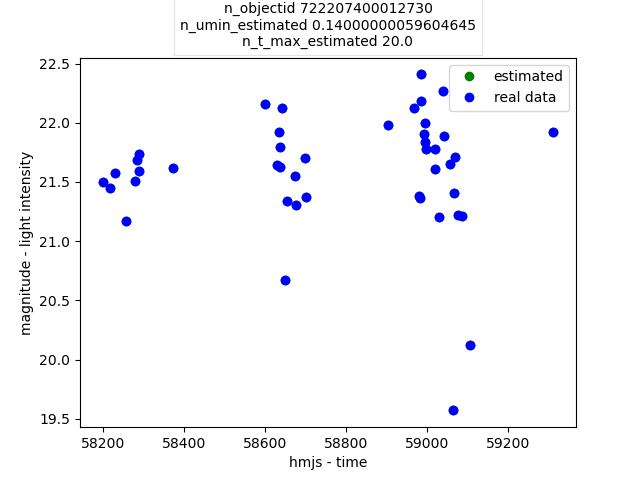 n_objectid 722207400012730
n_umin_estimated 0.14000000059604645
n_t_max_estimated 20.0
22.5
22.0
21.5
21.0
20.5
20.0
19.5
estimated
real data
magnitude - light intensity
58200 58400 58600 58800 59000 59200
hmjs - time